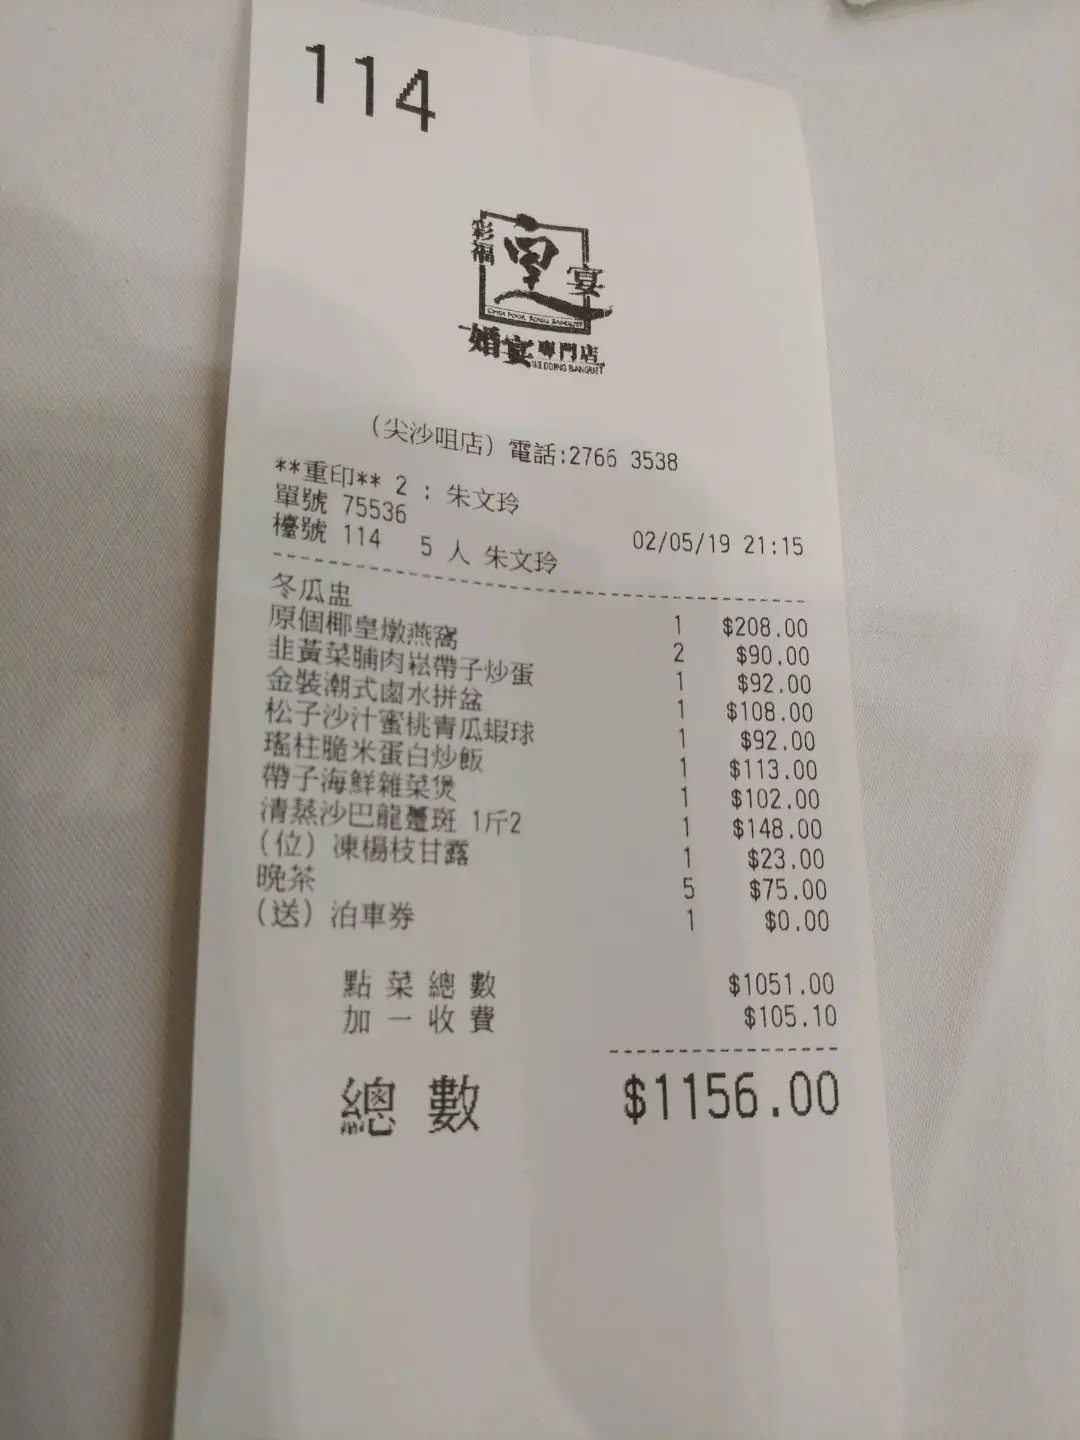 114
彩福
皇
宴
CHOI FOOK ROYAL BANQUET
婚宴專門店
WEDDING BANQUET
(尖沙咀店) 電話:2766 3538
**重印** 2 : 朱文玲
單號 75536
檯號 114 5 人 朱文玲 02/05/19 21:15
冬瓜盅 1 $208.00
原個椰皇燉燕窩 2 $90.00
韭黃菜脯肉崧帶子炒蛋 1 $92.00
金裝潮式鹵水拼盆 1 $108.00
松子沙汁蜜桃青瓜蝦球 1 $92.00
瑤柱脆米蛋白炒飯 1 $113.00
帶子海鮮雜菜煲 1 $102.00
清蒸沙巴龍躉斑 1斤2 1 $148.00
(位) 凍楊枝甘露 1 $23.00
晚茶 5 $75.00
(送) 泊車券 1 $0.00
點菜總數 $1051.00
加一收費 $105.10
總數 $1156.00